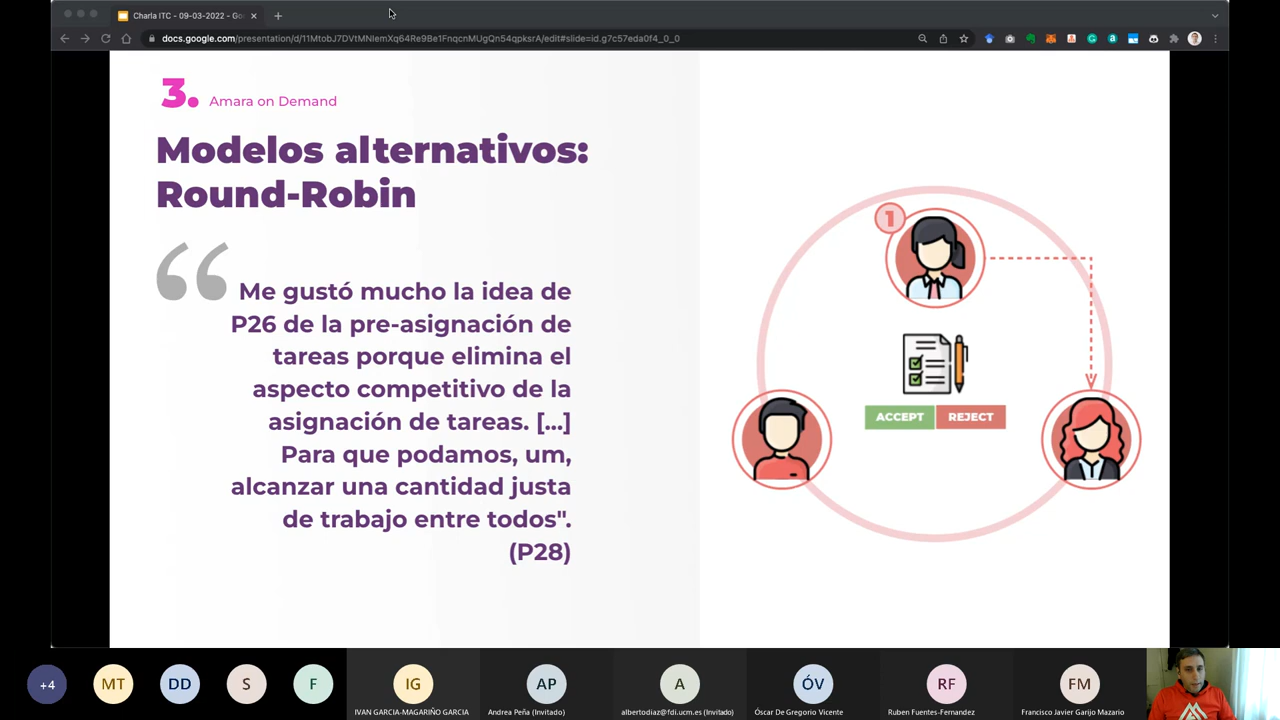 Charla ITC - 09-03-2022 - Go
docs.google.com/presentation/d/11MtobJ7DVtMNIemXq64Re9Be1FnqcnMUgQn54qpksrA/edit#slide=id.g7c57eda0f4_0_0
3. Amara on Demand
Modelos alternativos:
Round-Robin
“ Me gustó mucho la idea de
P26 de la pre-asignación de
tareas porque elimina el
aspecto competitivo de la
asignación de tareas. [...]
Para que podamos, um,
alcanzar una cantidad justa
de trabajo entre todos".
(P28)
1
ACCEPT REJECT
+4 MT DD S F IG AP A ÓV RF FM
IVAN GARCIA-MAGARIÑO GARCIA
Andrea Peña (Invitado)
albertodiaz@fdi.ucm.es (Invitado)
Óscar De Gregorio Vicente
Ruben Fuentes-Fernandez
Francisco Javier Garijo Mazario